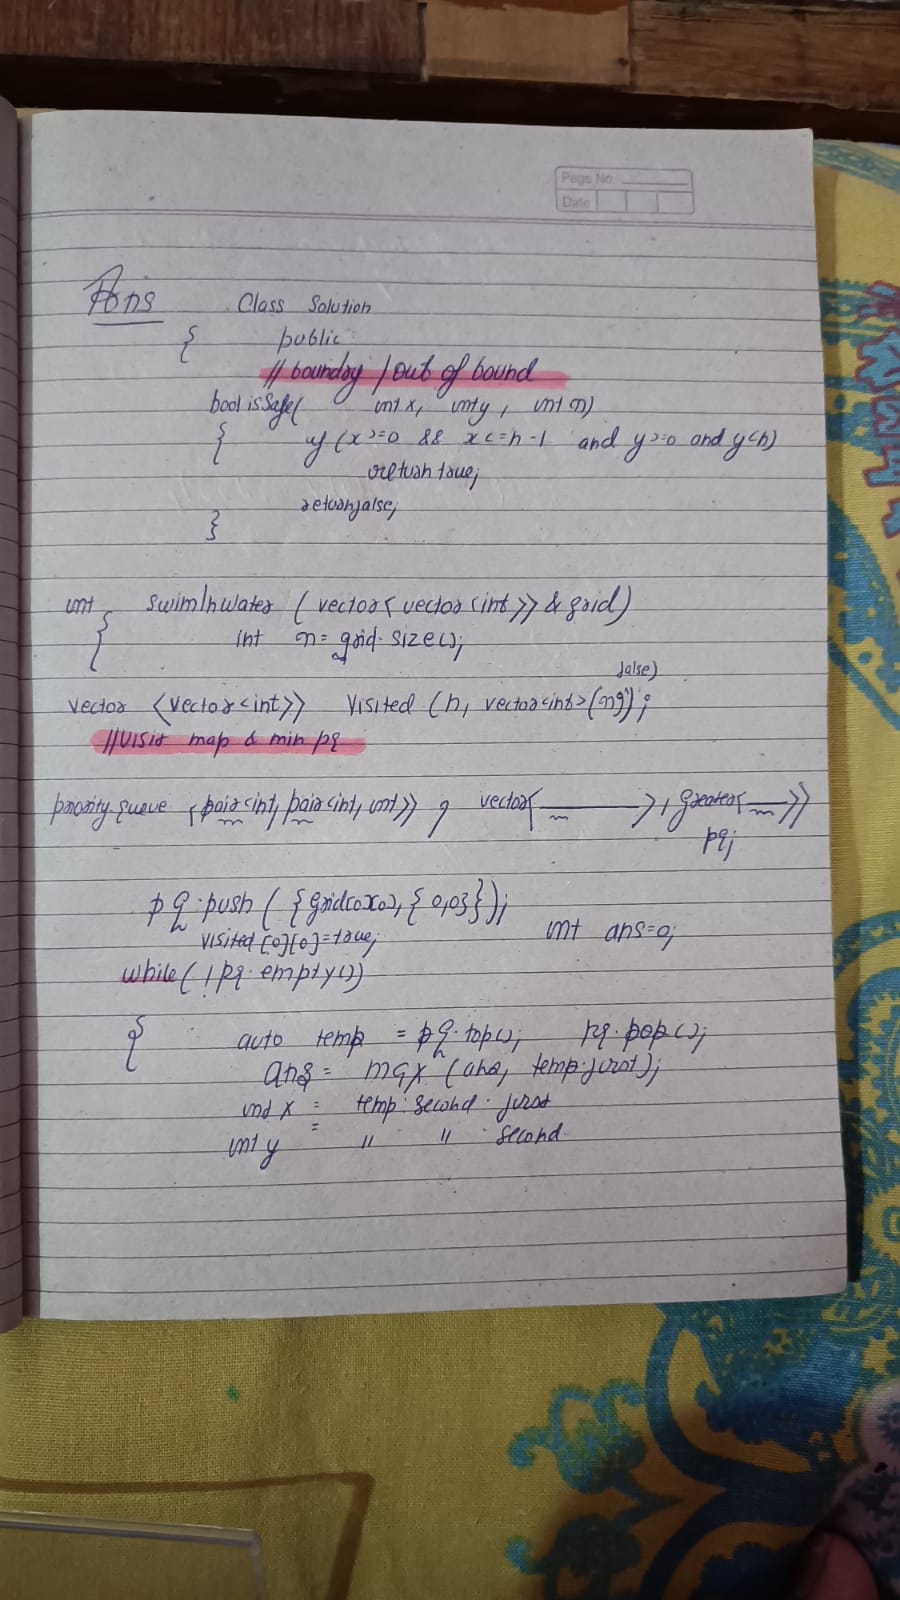 Page No.
Date
Ans Class Solution
{ public:
// boundry / out of bound
bool isSafe( int x, int y, int n)
{ if (x>=0 && x<=n-1 and y>=0 and y<n)
return true;
return false;
}
int swimInWater (vector<vector<int>> & grid)
{ int n= grid.size();
false)
vector <vector<int>> visited (n, vector<int>(n ;
//visit map & min pq
priority-queue <pair<int, pair<int, int>> , vector< >, greater< >>
pq;
pq.push ( {grid[0][0], {0,0}});
visited [0][0]=true; int ans=0;
while( !pq.empty())
{ auto temp = pq.top(); pq.pop();
ans = max (ans, temp.first);
int x = temp.second.first
int y = " " .second.